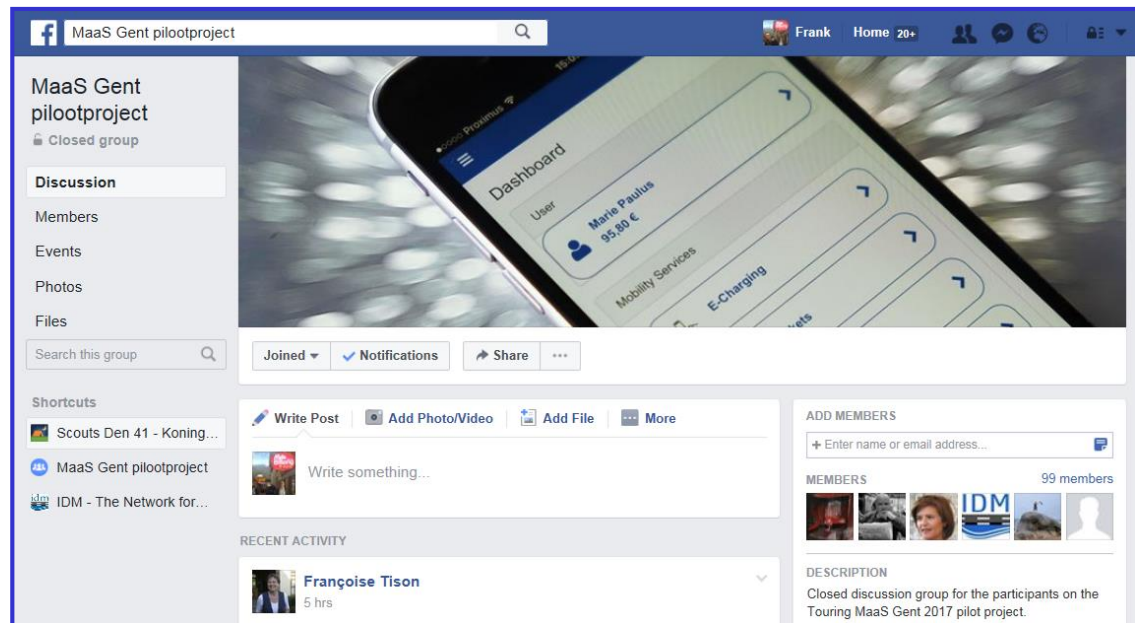 f
MaaS Gent pilootproject
Frank
Home 20+
MaaS Gent
pilootproject
Closed group
Discussion
Members
Events
Photos
Files
Search this group
Shortcuts
Scouts Den 41 - Koning...
MaaS Gent pilootproject
idm IDM - The Network for...
Proximus
Dashboard
User
Marie Paulus
95,80 €
Mobility Services
E-Charging
Joined
Notifications
Share
...
Write Post
Add Photo/Video
Add File
More
Write something...
RECENT ACTIVITY
Françoise Tison
5 hrs
ADD MEMBERS
+ Enter name or email address...
MEMBERS
99 members
IDM
DESCRIPTION
Closed discussion group for the participants on the
Touring MaaS Gent 2017 pilot project.